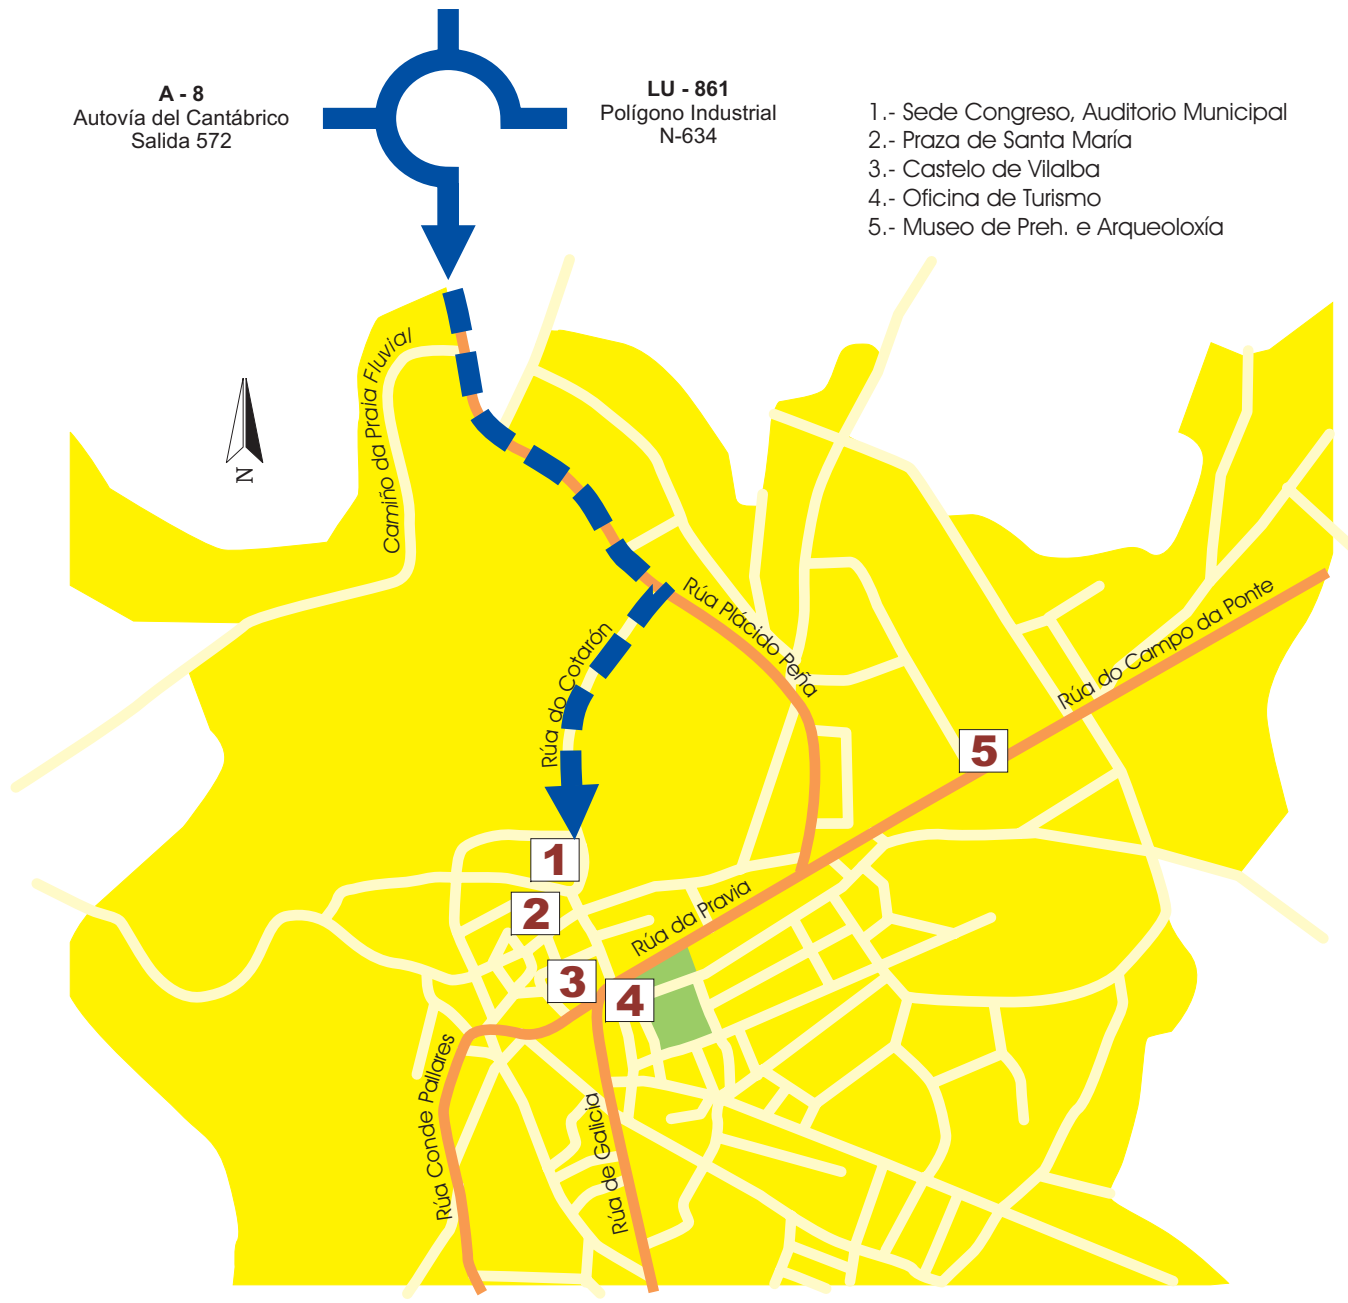 A - 8
Autovía del Cantábrico
Salida 572
LU - 861
Polígono Industrial
N-634
1.- Sede Congreso, Auditorio Municipal
2.- Praza de Santa María
3.- Castelo de Vilalba
4.- Oficina de Turismo
5.- Museo de Preh. e Arqueoloxía
Camiño da Praia Fluvial
N
Rúa Plácido Peña
Rúa do Campo da Ponte
Rúa do Cotarón
5
1
2
Rúa da Pravia
3
4
Rúa Conde Pallares
Rúa de Galicia